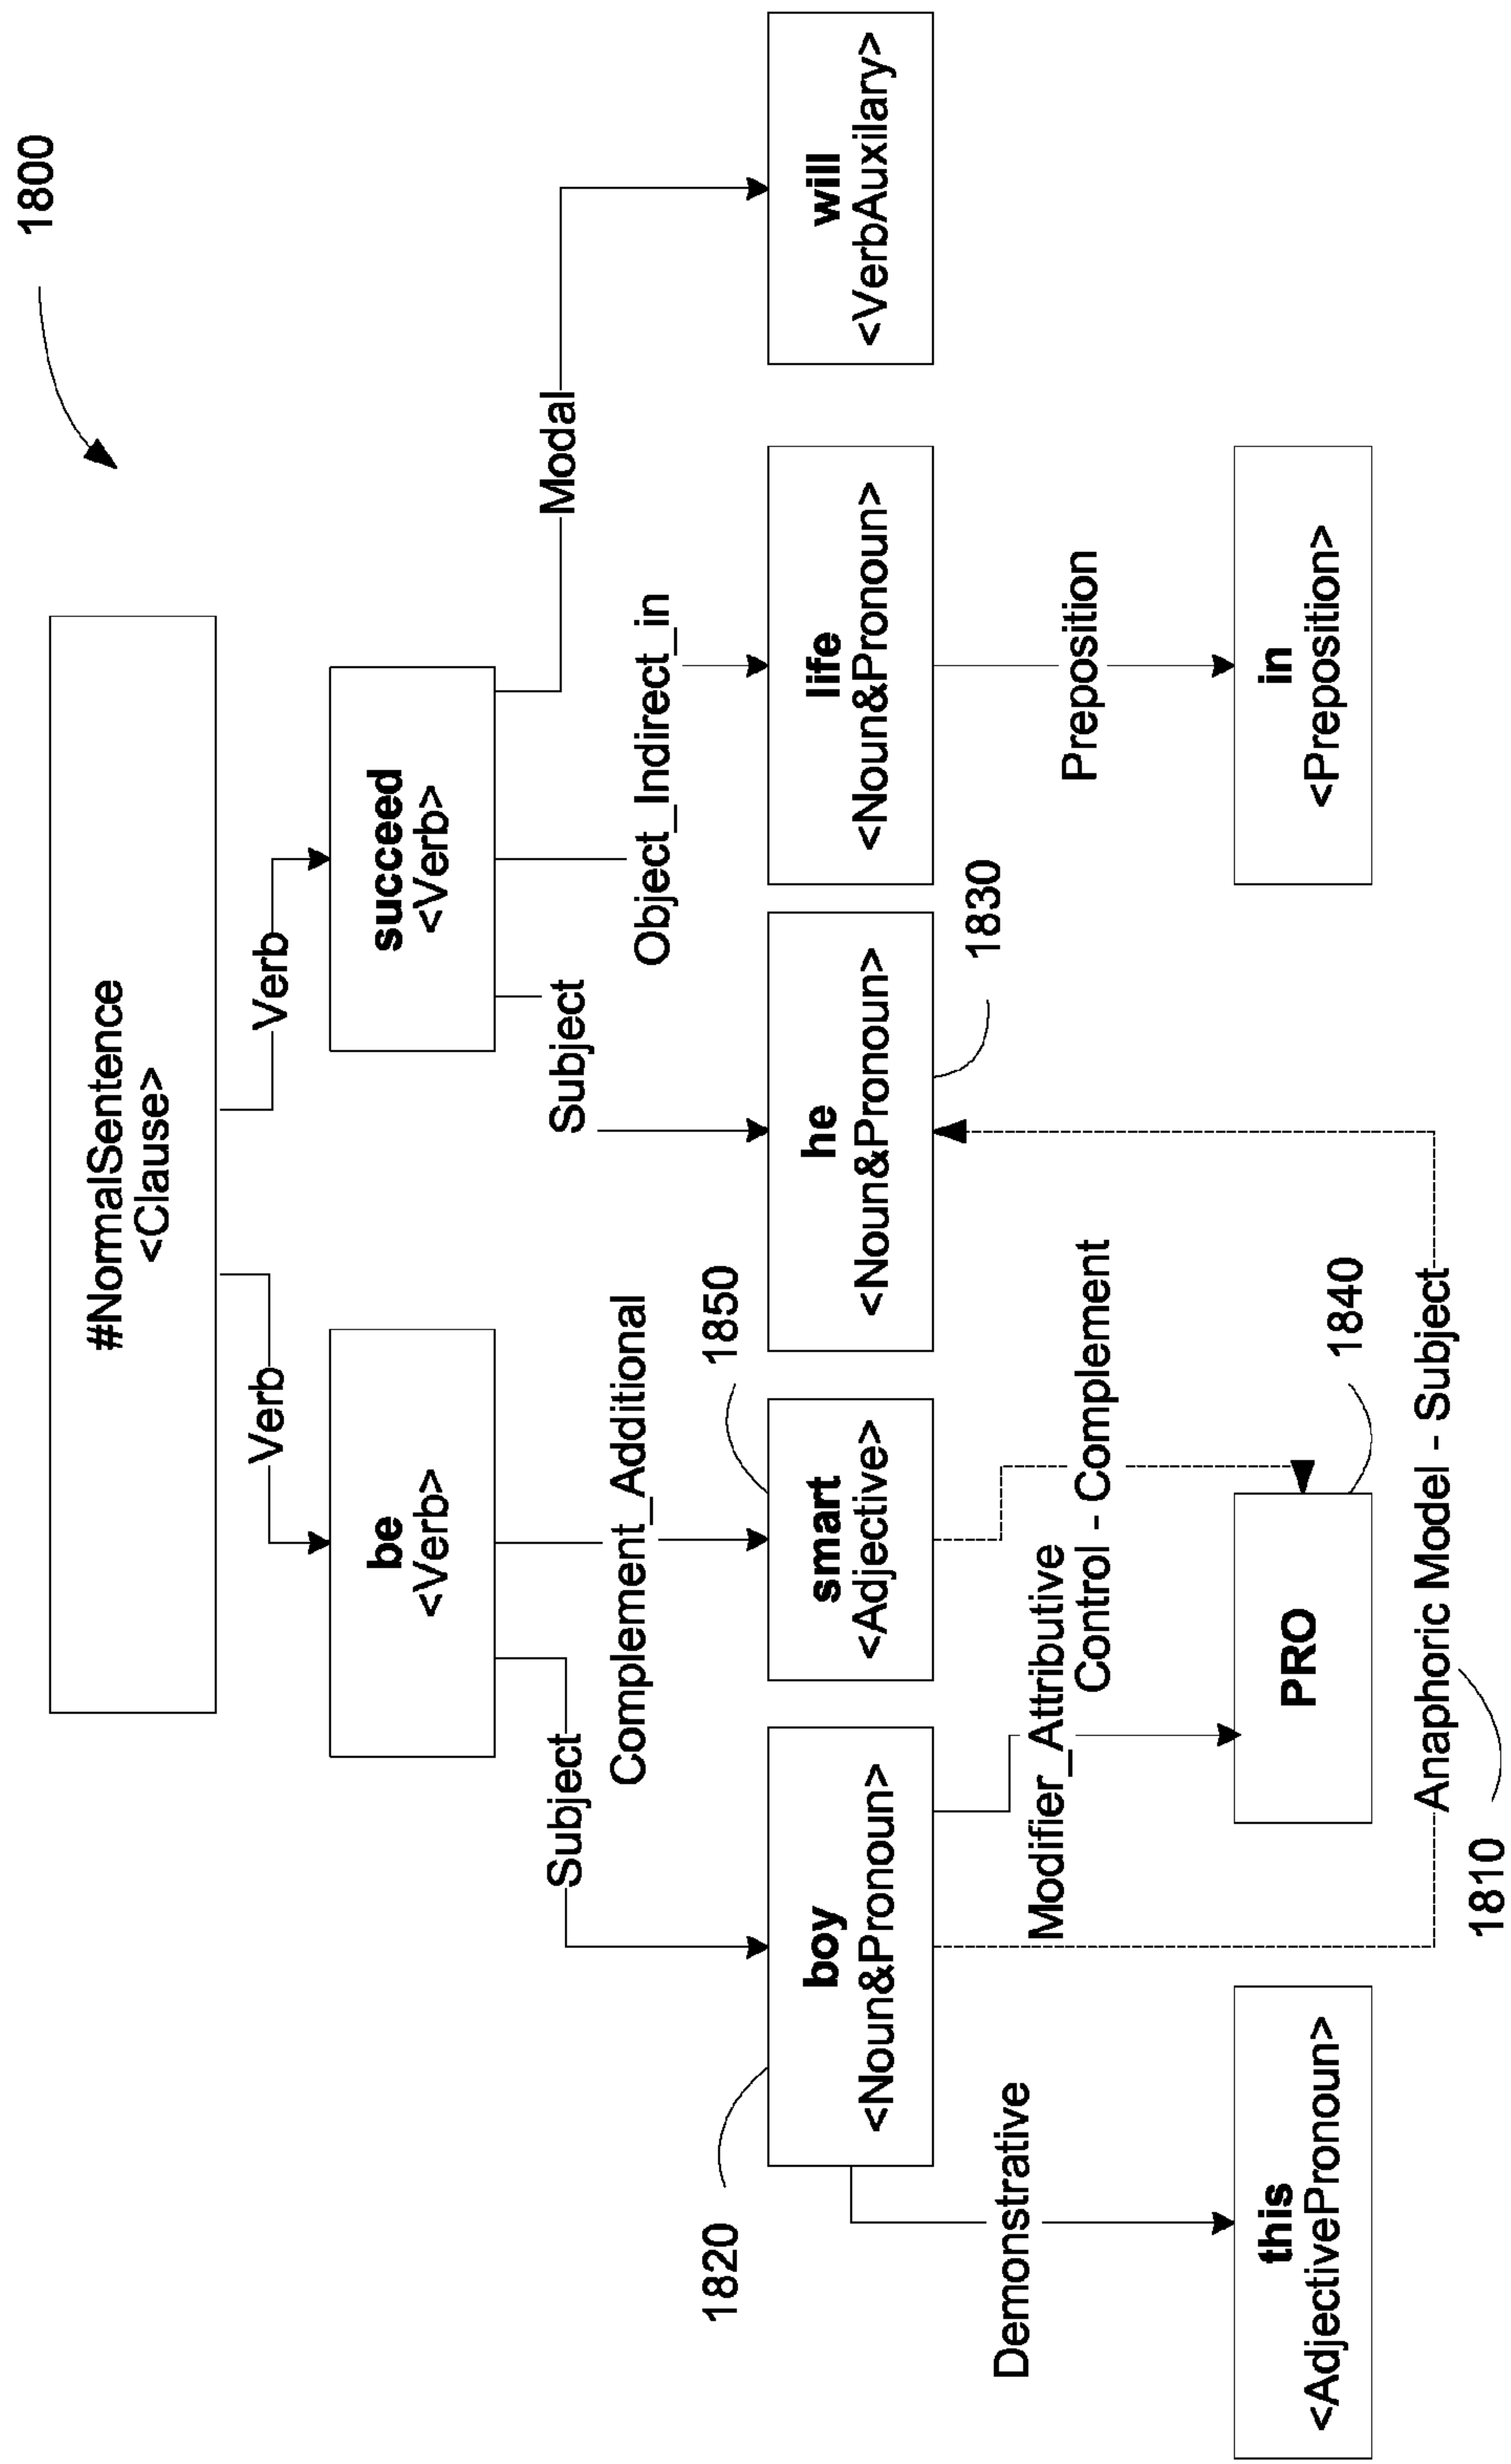 1800
#NormalSentence
<Clause>
Verb
Verb
be
<Verb>
succeed
<Verb>
Subject
Complement_Additional
Subject
Object_Indirect_in
Modal
1820
boy
<Noun&Pronoun>
1850
smart
<Adjective>
he
<Noun&Pronoun>
1830
life
<Noun&Pronoun>
will
<VerbAuxilary>
Demonstrative
Modifier_Attributive
Control - Complement
Preposition
this
<AdjectivePronoun>
PRO
1840
in
<Preposition>
Anaphoric Model - Subject
1810